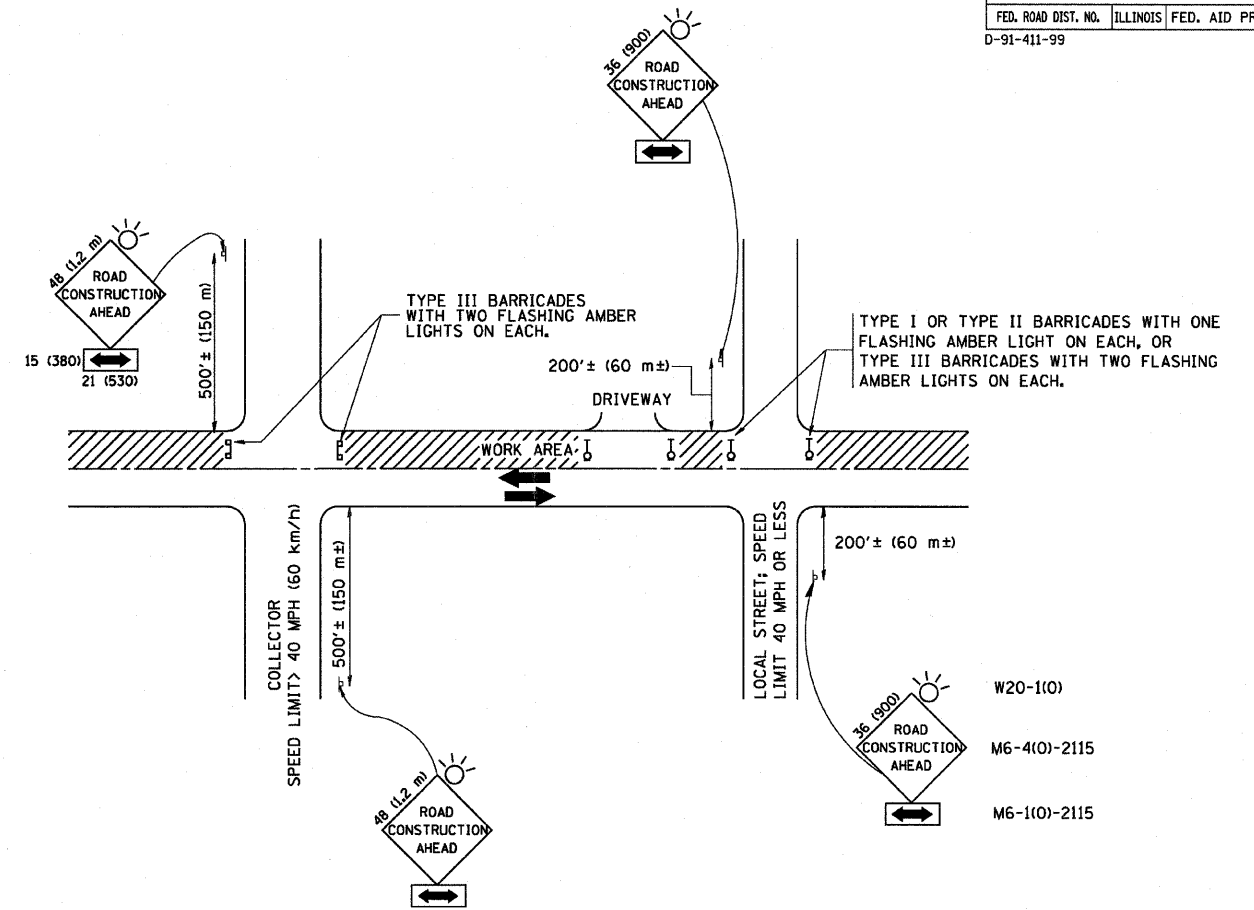 FED. ROAD DIST. NO. ILLINOIS FED. AID PR
D-91-411-99
36 (900)
ROAD
CONSTRUCTION
AHEAD
48 (1.2 m)
ROAD
CONSTRUCTION
AHEAD
15 (380)
21 (530)
500'± (150 m)
TYPE III BARRICADES
WITH TWO FLASHING AMBER
LIGHTS ON EACH.
200'± (60 m±)
DRIVEWAY
TYPE I OR TYPE II BARRICADES WITH ONE
FLASHING AMBER LIGHT ON EACH, OR
TYPE III BARRICADES WITH TWO FLASHING
AMBER LIGHTS ON EACH.
WORK AREA
COLLECTOR
SPEED LIMIT> 40 MPH (60 km/h)
500'± (150 m±)
LOCAL STREET; SPEED
LIMIT 40 MPH OR LESS
200'± (60 m±)
48 (1.2 m)
ROAD
CONSTRUCTION
AHEAD
36 (900)
ROAD
CONSTRUCTION
AHEAD
W20-1(O)
M6-4(O)-2115
M6-1(O)-2115